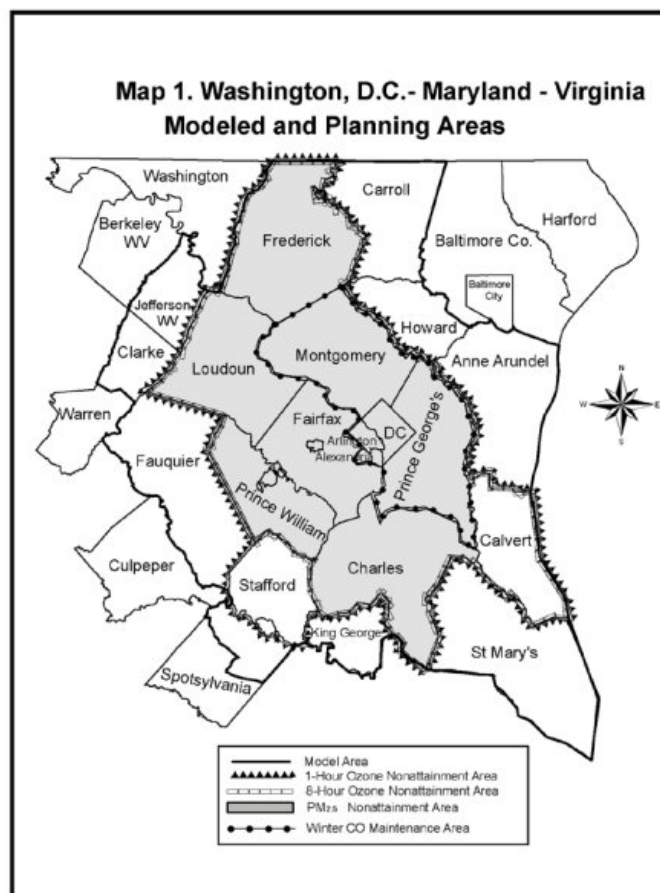 Map 1. Washington, D.C.- Maryland - Virginia
Modeled and Planning Areas
Washington
Carroll
Harford
Berkeley
WV
Frederick
Baltimore Co.
Baltimore
City
Jefferson
WV
Howard
Clarke
Montgomery
Anne Arundel
Loudoun
N
W
E
S
Warren
Fairfax
DC
Arlington
Alexandria
Prince George's
Fauquier
Prince William
Calvert
Culpeper
Charles
Stafford
King George
St Mary's
Spotsylvania
Model Area
1-Hour Ozone Nonattainment Area
8-Hour Ozone Nonattainment Area
PM2.5 Nonattainment Area
Winter CO Maintenance Area